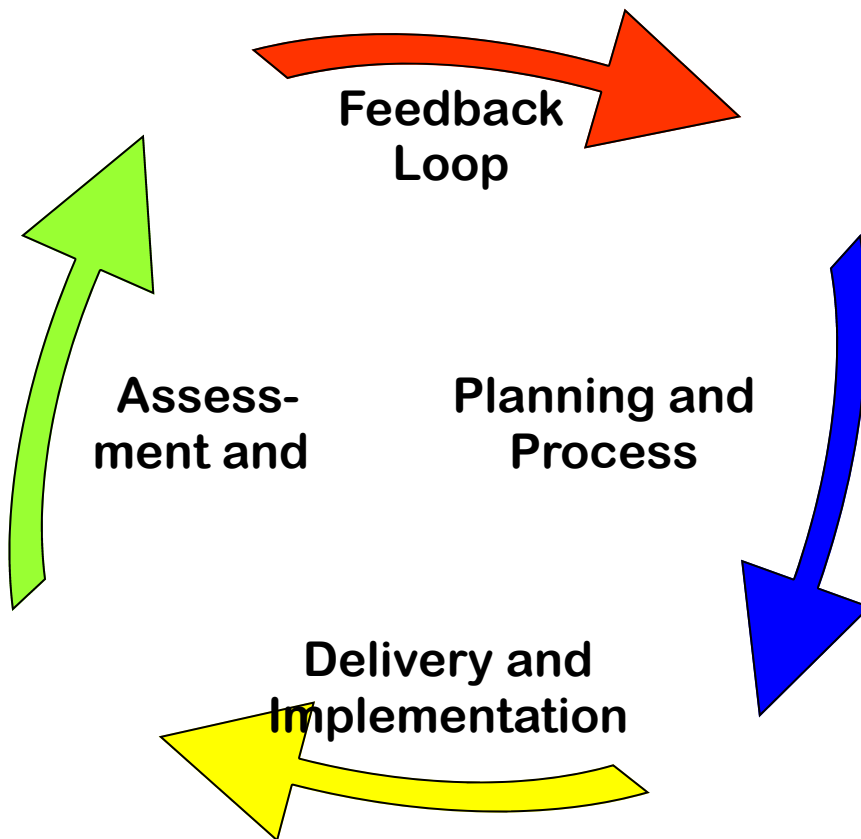 Feedback
Loop
Assess-
ment and
Planning and
Process
Delivery and
Implementation